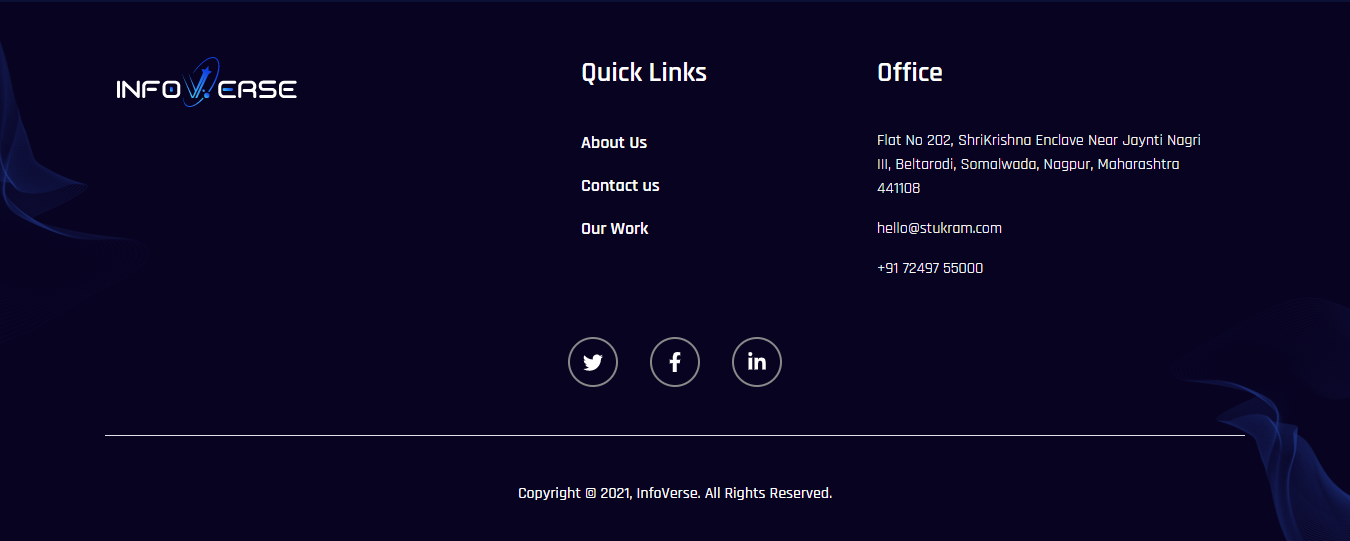 INFOVERSE
Quick Links
About Us
Contact us
Our Work
Office
Flat No 202, ShriKrishna Enclave Near Jaynti Nagri
III, Beltarodi, Somalwada, Nagpur, Maharashtra
441108
hello@stukram.com
+91 72497 55000
Copyright © 2021, InfoVerse. All Rights Reserved.